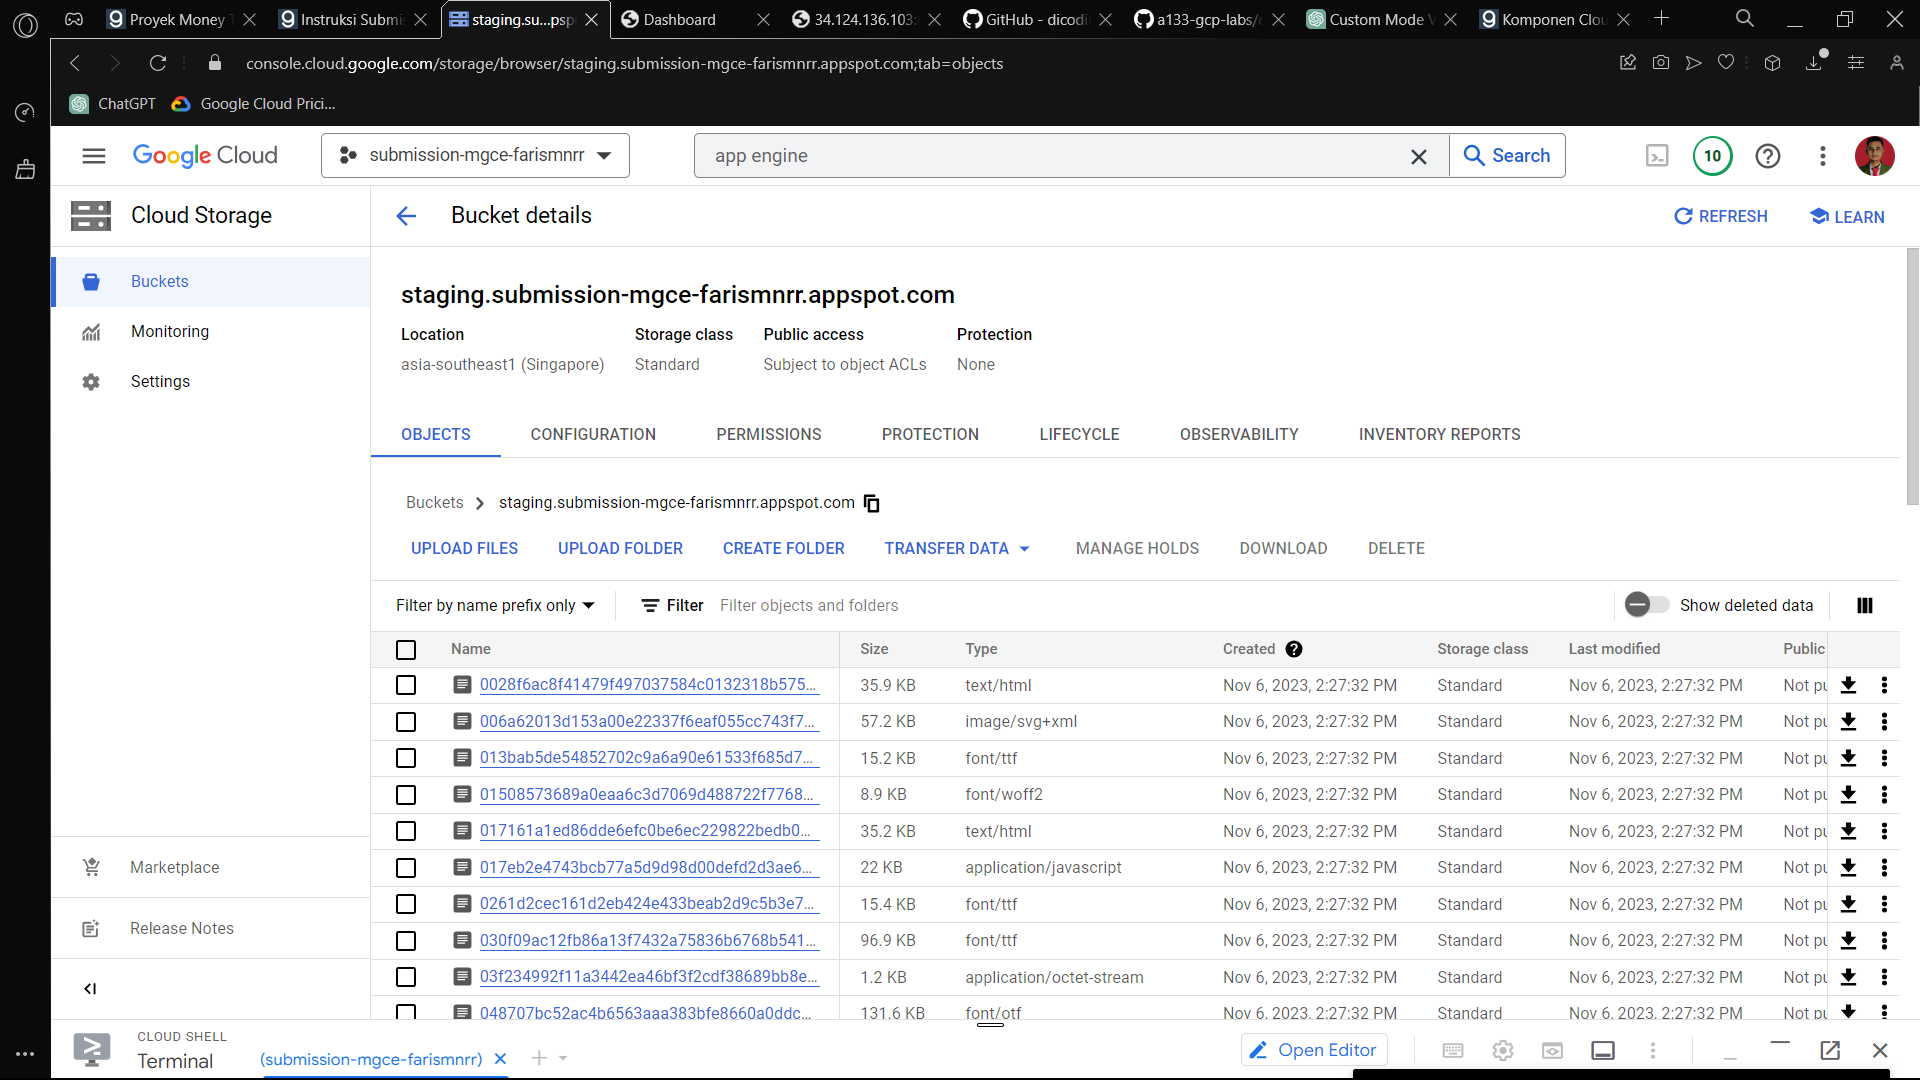 Proyek Money T
Instruksi Submis
staging.su...pspo
Dashboard
34.124.136.103:
GitHub - dicodin
a133-gcp-labs/c
Custom Mode V
Komponen Clou
console.cloud.google.com/storage/browser/staging.submission-mgce-farismnrr.appspot.com;tab=objects
ChatGPT
Google Cloud Prici...
Google Cloud
submission-mgce-farismnrr
app engine
Search
10
Cloud Storage
Bucket details
REFRESH
LEARN
Buckets
Monitoring
Settings
Marketplace
Release Notes
staging.submission-mgce-farismnrr.appspot.com
Location Storage class Public access Protection
asia-southeast1 (Singapore) Standard Subject to object ACLs None
OBJECTS CONFIGURATION PERMISSIONS PROTECTION LIFECYCLE OBSERVABILITY INVENTORY REPORTS
Buckets staging.submission-mgce-farismnrr.appspot.com
UPLOAD FILES UPLOAD FOLDER CREATE FOLDER TRANSFER DATA MANAGE HOLDS DOWNLOAD DELETE
Filter by name prefix only Filter Filter objects and folders Show deleted data
Name Size Type Created Storage class Last modified Public
0028f6ac8f41479f497037584c0132318b575... 35.9 KB text/html Nov 6, 2023, 2:27:32 PM Standard Nov 6, 2023, 2:27:32 PM Not pu
006a62013d153a00e22337f6eaf055cc743f7... 57.2 KB image/svg+xml Nov 6, 2023, 2:27:32 PM Standard Nov 6, 2023, 2:27:32 PM Not pu
013bab5de54852702c9a6a90e61533f685d7... 15.2 KB font/ttf Nov 6, 2023, 2:27:32 PM Standard Nov 6, 2023, 2:27:32 PM Not pu
01508573689a0eaa6c3d7069d488722f7768... 8.9 KB font/woff2 Nov 6, 2023, 2:27:32 PM Standard Nov 6, 2023, 2:27:32 PM Not pu
017161a1ed86dde6efc0be6ec229822bedb0... 35.2 KB text/html Nov 6, 2023, 2:27:32 PM Standard Nov 6, 2023, 2:27:32 PM Not pu
017eb2e4743bcb77a5d9d98d00defd2d3ae6... 22 KB application/javascript Nov 6, 2023, 2:27:32 PM Standard Nov 6, 2023, 2:27:32 PM Not pu
0261d2cec161d2eb424e433beab2d9c5b3e7... 15.4 KB font/ttf Nov 6, 2023, 2:27:32 PM Standard Nov 6, 2023, 2:27:32 PM Not pu
030f09ac12fb86a13f7432a75836b6768b541... 96.9 KB font/ttf Nov 6, 2023, 2:27:32 PM Standard Nov 6, 2023, 2:27:32 PM Not pu
03f234992f11a3442ea46bf3f2cdf38689bb8e... 1.2 KB application/octet-stream Nov 6, 2023, 2:27:32 PM Standard Nov 6, 2023, 2:27:32 PM Not pu
048707bc52ac4b6563aaa383bfe8660a0ddc... 131.6 KB font/otf Nov 6, 2023, 2:27:32 PM Standard Nov 6, 2023, 2:27:32 PM Not pu
CLOUD SHELL
Terminal
(submission-mgce-farismnrr)
Open Editor